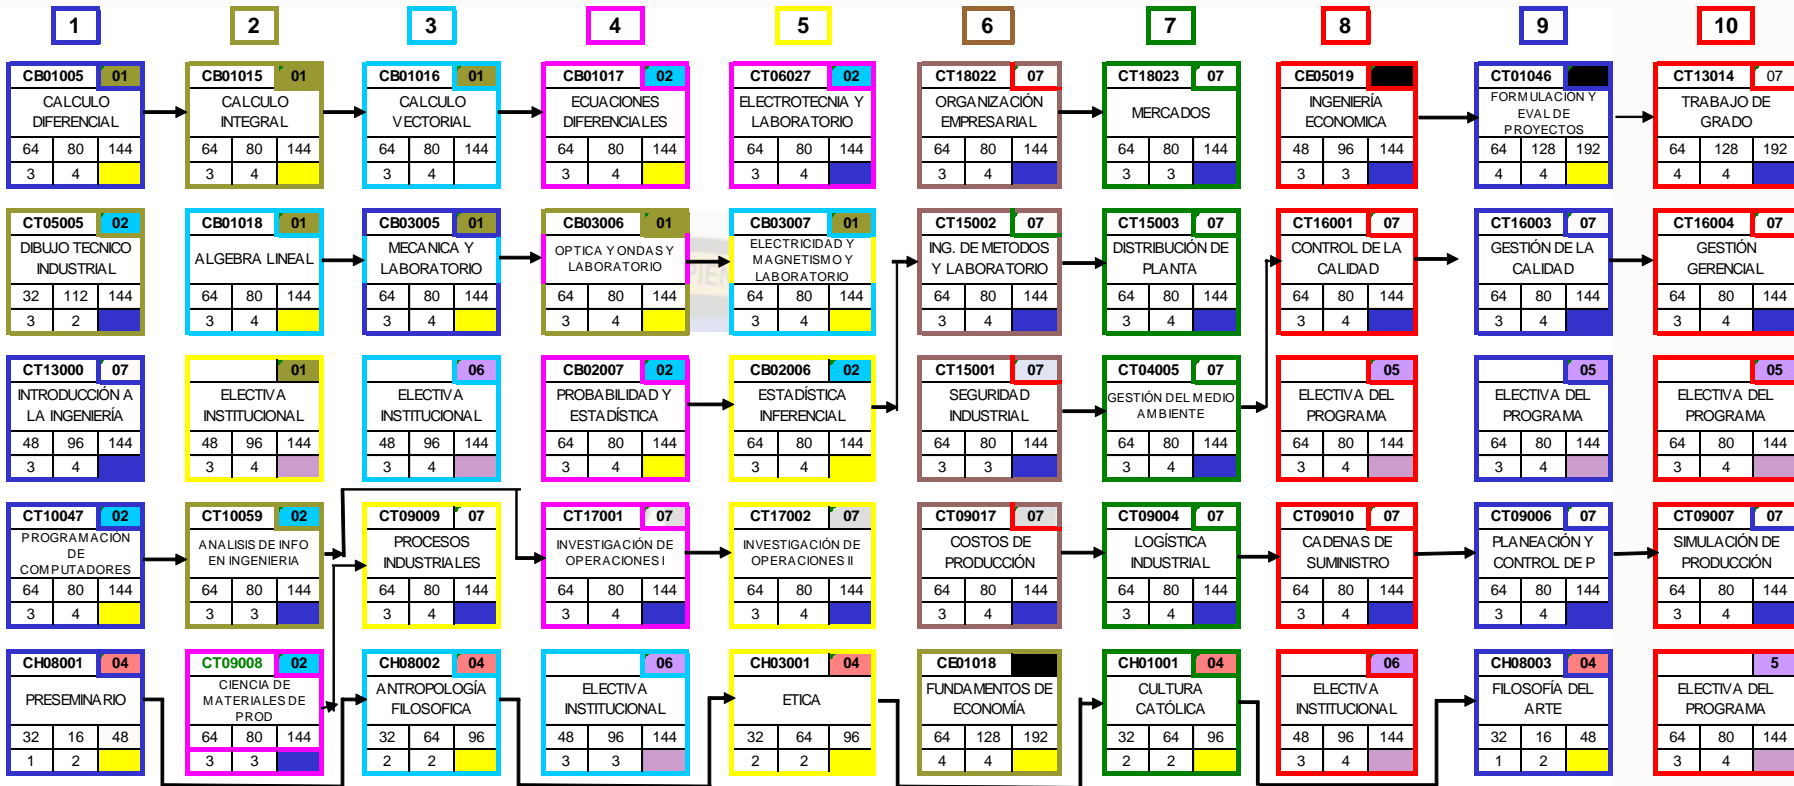 1 2 3 4 5 6 7 8 9 10
CB01005 01
CALCULO
DIFERENCIAL
64 80 144
3 4
CB01015 01
CALCULO
INTEGRAL
64 80 144
3 4
CB01016 01
CALCULO
VECTORIAL
64 80 144
3 4
CB01017 02
ECUACIONES
DIFERENCIALES
64 80 144
3 4
CT06027 02
ELECTROTECNIA Y
LABORATORIO
64 80 144
3 4
CT18022 07
ORGANIZACIÓN
EMPRESARIAL
64 80 144
3 4
CT18023 07
MERCADOS
64 80 144
3 3
CE05019
INGENIERÍA
ECONOMICA
48 96 144
3 3
CT01046
FORMULACION Y
EVAL DE
PROYECTOS
64 128 192
4 4
CT13014 07
TRABAJO DE
GRADO
64 128 192
4 4
CT05005 02
DIBUJO TECNICO
INDUSTRIAL
32 112 144
3 2
CB01018 01
ALGEBRA LINEAL
64 80 144
3 4
CB03005 01
MECANICA Y
LABORATORIO
64 80 144
3 4
CB03006 01
OPTICA Y ONDAS Y
LABORATORIO
64 80 144
3 4
CB03007 01
ELECTRICIDAD Y
MAGNETISMO Y
LABORATORIO
64 80 144
3 4
CT15002 07
ING. DE METODOS
Y LABORATORIO
64 80 144
3 4
CT15003 07
DISTRIBUCIÓN DE
PLANTA
64 80 144
3 4
CT16001 07
CONTROL DE LA
CALIDAD
64 80 144
3 4
CT16003 07
GESTIÓN DE LA
CALIDAD
64 80 144
3 4
CT16004 07
GESTIÓN
GERENCIAL
64 80 144
3 4
CT13000 07
INTRODUCCIÓN A
LA INGENIERÍA
48 96 144
3 4
01
ELECTIVA
INSTITUCIONAL
48 96 144
3 4
06
ELECTIVA
INSTITUCIONAL
48 96 144
3 4
CB02007 02
PROBABILIDAD Y
ESTADÍSTICA
64 80 144
3 4
CB02006 02
ESTADÍSTICA
INFERENCIAL
64 80 144
3 4
CT15001 07
SEGURIDAD
INDUSTRIAL
64 80 144
3 3
CT04005 07
GESTIÓN DEL MEDIO
AMBIENTE
64 80 144
3 4
05
ELECTIVA DEL
PROGRAMA
64 80 144
3 4
05
ELECTIVA DEL
PROGRAMA
64 80 144
3 4
05
ELECTIVA DEL
PROGRAMA
64 80 144
3 4
CT10047 02
PROGRAMACIÓN
DE
COMPUTADORES
64 80 144
3 4
CT10059 02
ANALISIS DE INFO
EN INGENIERIA
64 80 144
3 3
CT09009 07
PROCESOS
INDUSTRIALES
64 80 144
3 4
CT17001 07
INVESTIGACIÓN DE
OPERACIONES I
64 80 144
3 4
CT17002 07
INVESTIGACIÓN DE
OPERACIONES II
64 80 144
3 4
CT09017 07
COSTOS DE
PRODUCCIÓN
64 80 144
3 4
CT09004 07
LOGÍSTICA
INDUSTRIAL
64 80 144
3 4
CT09010 07
CADENAS DE
SUMINISTRO
64 80 144
3 4
CT09006 07
PLANEACIÓN Y
CONTROL DE P
64 80 144
3 4
CT09007 07
SIMULACIÓN DE
PRODUCCIÓN
64 80 144
3 4
CH08001 04
PRESEMINARIO
32 16 48
1 2
CT09008 02
CIENCIA DE
MATERIALES DE
PROD
64 80 144
3 3
CH08002 04
ANTROPOLOGÍA
FILOSOFICA
32 64 96
2 2
06
ELECTIVA
INSTITUCIONAL
48 96 144
3 3
CH03001 04
ETICA
32 64 96
2 2
CE01018
FUNDAMENTOS DE
ECONOMÍA
64 128 192
4 4
CH01001 04
CULTURA
CATÓLICA
32 64 96
2 2
06
ELECTIVA
INSTITUCIONAL
48 96 144
3 4
CH08003 04
FILOSOFÍA DEL
ARTE
32 16 48
1 2
5
ELECTIVA DEL
PROGRAMA
64 80 144
3 4